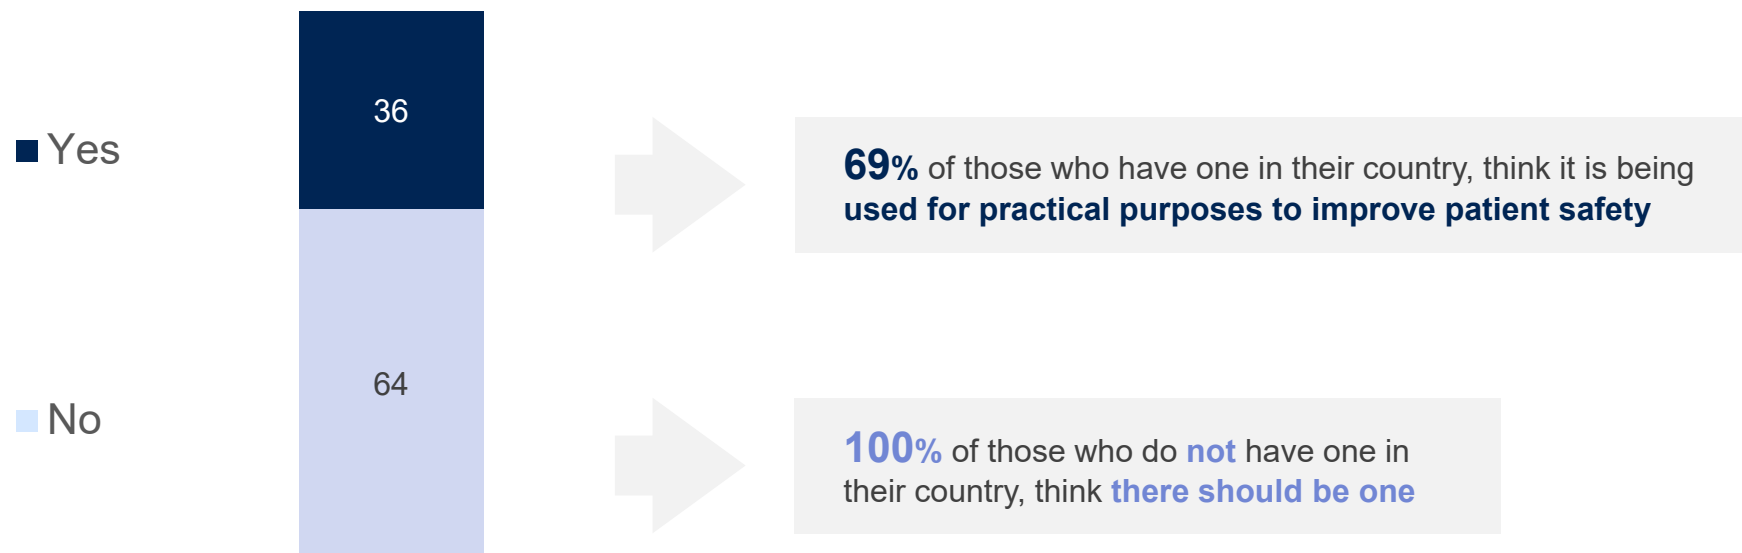 36
Yes
69% of those who have one in their country, think it is being
used for practical purposes to improve patient safety
64
No
100% of those who do not have one in
their country, think there should be one